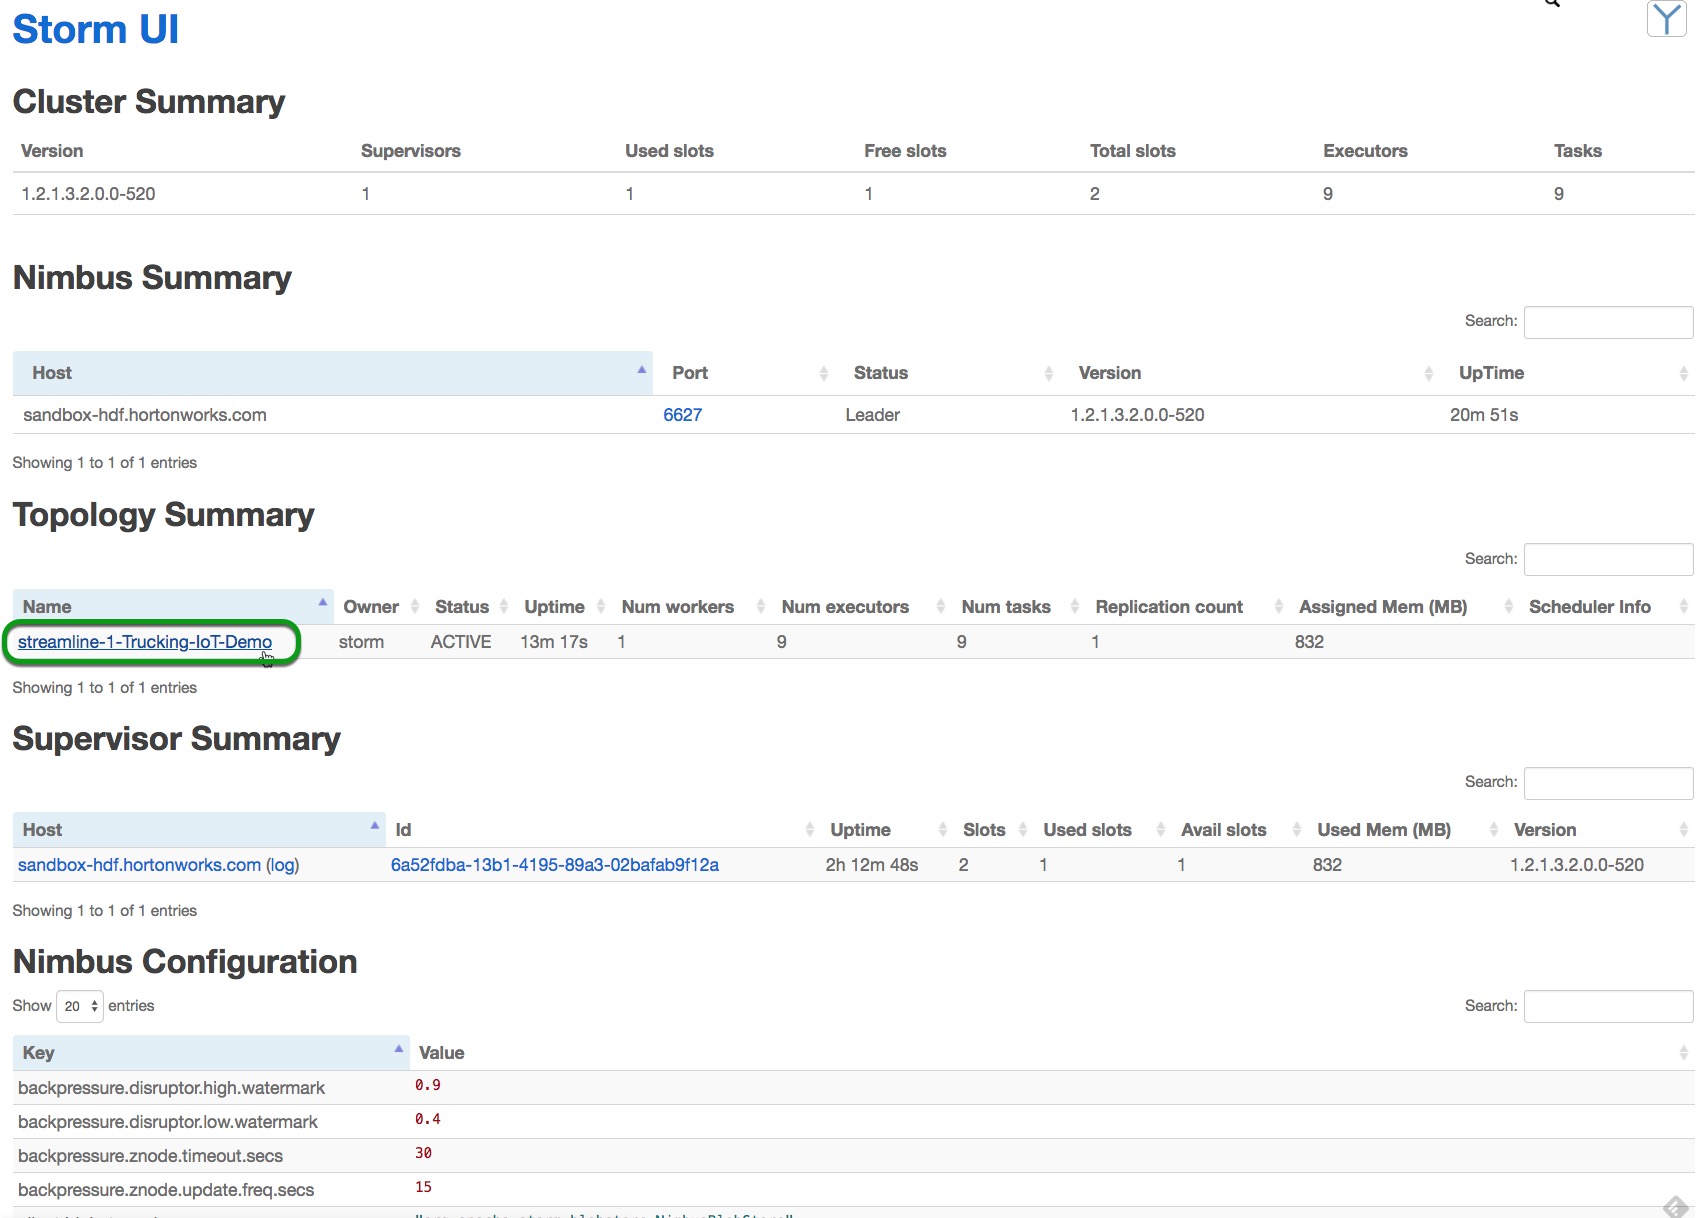 Storm UI
Cluster Summary
Version Supervisors Used slots Free slots Total slots Executors Tasks
1.2.1.3.2.0.0-520 1 1 1 2 9 9
Nimbus Summary
Search:
Host Port Status Version UpTime
sandbox-hdf.hortonworks.com 6627 Leader 1.2.1.3.2.0.0-520 20m 51s
Showing 1 to 1 of 1 entries
Topology Summary
Search:
Name Owner Status Uptime Num workers Num executors Num tasks Replication count Assigned Mem (MB) Scheduler Info
streamline-1-Trucking-IoT-Demo storm ACTIVE 13m 17s 1 9 9 1 832
Showing 1 to 1 of 1 entries
Supervisor Summary
Search:
Host Id Uptime Slots Used slots Avail slots Used Mem (MB) Version
sandbox-hdf.hortonworks.com (log) 6a52fdba-13b1-4195-89a3-02bafab9f12a 2h 12m 48s 2 1 1 832 1.2.1.3.2.0.0-520
Showing 1 to 1 of 1 entries
Nimbus Configuration
Show 20 entries Search:
Key Value
backpressure.disruptor.high.watermark 0.9
backpressure.disruptor.low.watermark 0.4
backpressure.znode.timeout.secs 30
backpressure.znode.update.freq.secs 15